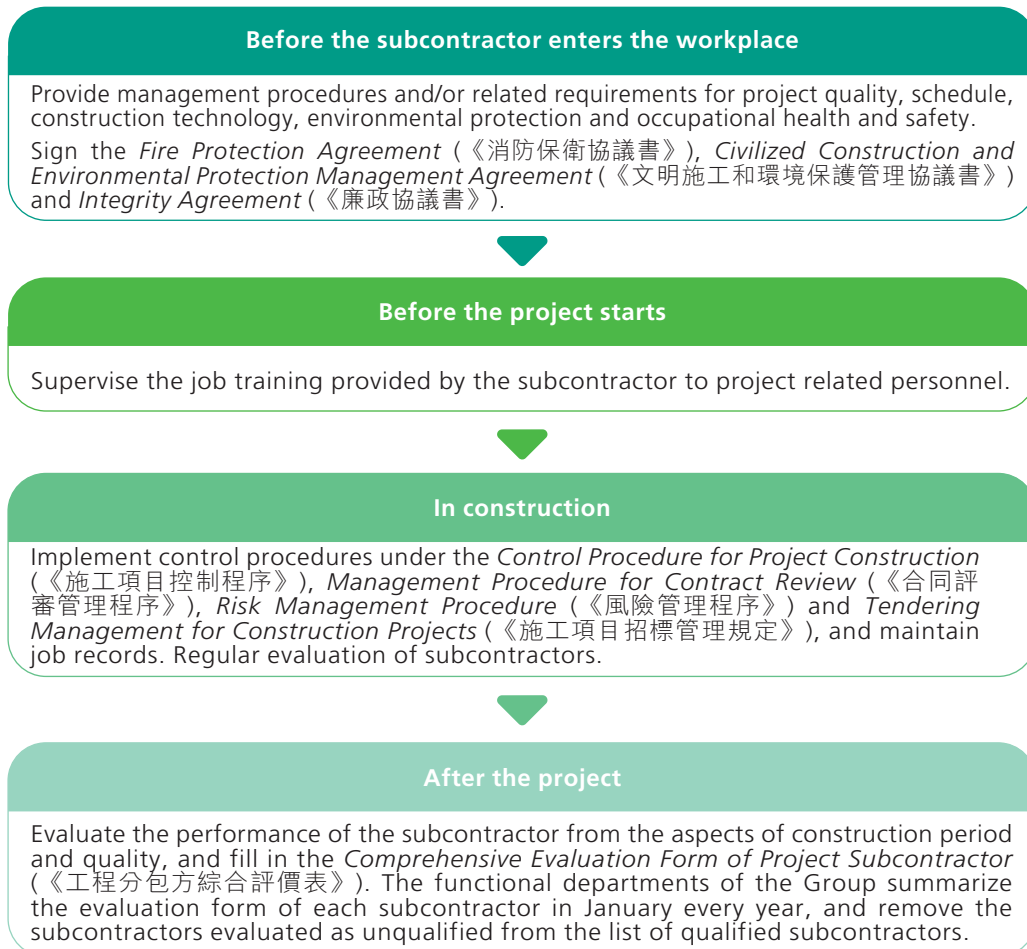 Before the subcontractor enters the workplace
Provide management procedures and/or related requirements for project quality, schedule,
construction technology, environmental protection and occupational health and safety.
Sign the Fire Protection Agreement (《消防保衛協議書》), Civilized Construction and
Environmental Protection Management Agreement (《文明施工和環境保護管理協議書》)
and Integrity Agreement (《廉政協議書》).
Before the project starts
Supervise the job training provided by the subcontractor to project related personnel.
In construction
Implement control procedures under the Control Procedure for Project Construction
(《施工項目控制程序》), Management Procedure for Contract Review (《合同評
審管理程序》), Risk Management Procedure (《風險管理程序》) and Tendering
Management for Construction Projects (《施工項目招標管理規定》), and maintain
job records. Regular evaluation of subcontractors.
After the project
Evaluate the performance of the subcontractor from the aspects of construction period
and quality, and fill in the Comprehensive Evaluation Form of Project Subcontractor
(《工程分包方綜合評價表》). The functional departments of the Group summarize
the evaluation form of each subcontractor in January every year, and remove the
subcontractors evaluated as unqualified from the list of qualified subcontractors.